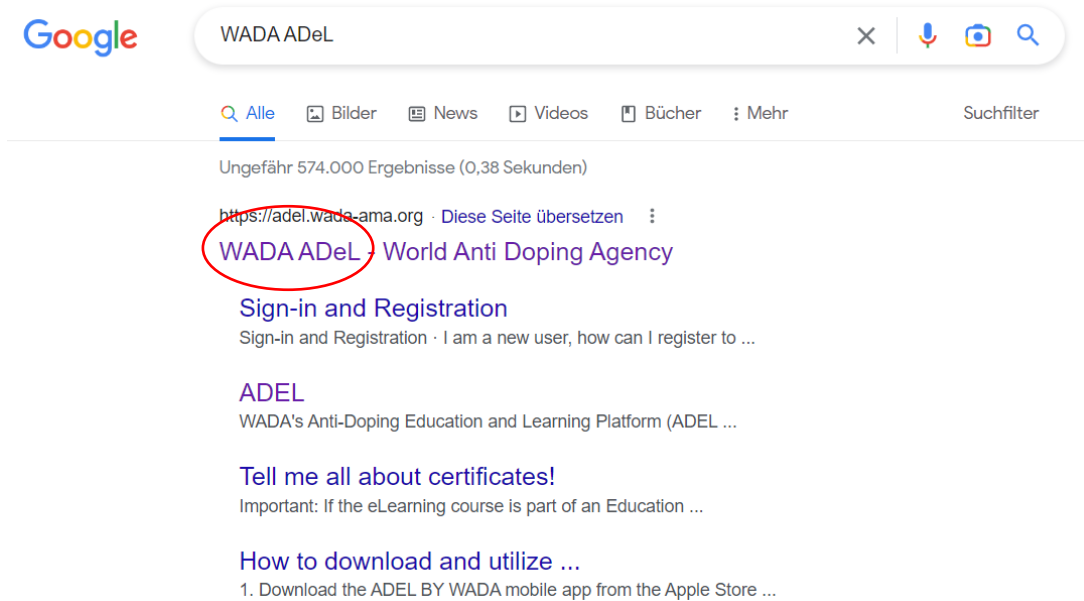 Google
WADA ADeL
Alle Bilder News Videos Bücher Mehr Suchfilter
Ungefähr 574.000 Ergebnisse (0,38 Sekunden)
https://adel.wada-ama.org · Diese Seite übersetzen
WADA ADeL - World Anti Doping Agency
Sign-in and Registration
Sign-in and Registration · I am a new user, how can I register to ...
ADEL
WADA's Anti-Doping Education and Learning Platform (ADEL ...
Tell me all about certificates!
Important: If the eLearning course is part of an Education ...
How to download and utilize ...
1. Download the ADEL BY WADA mobile app from the Apple Store ...